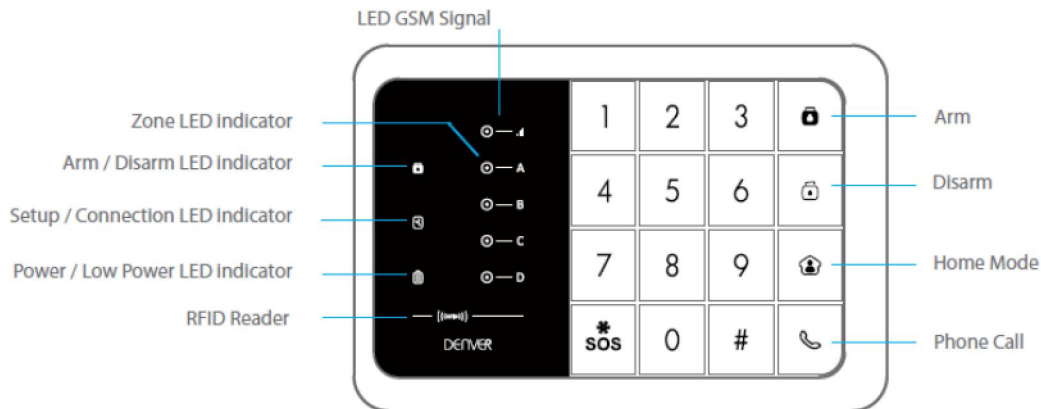 LED GSM Signal
Zone LED indicator
Arm / Disarm LED indicator
Setup / Connection LED indicator
Power / Low Power LED indicator
RFID Reader
A
B
C
D
DENVER
1 2 3
4 5 6
7 8 9
* SOS 0 #
Arm
Disarm
Home Mode
Phone Call